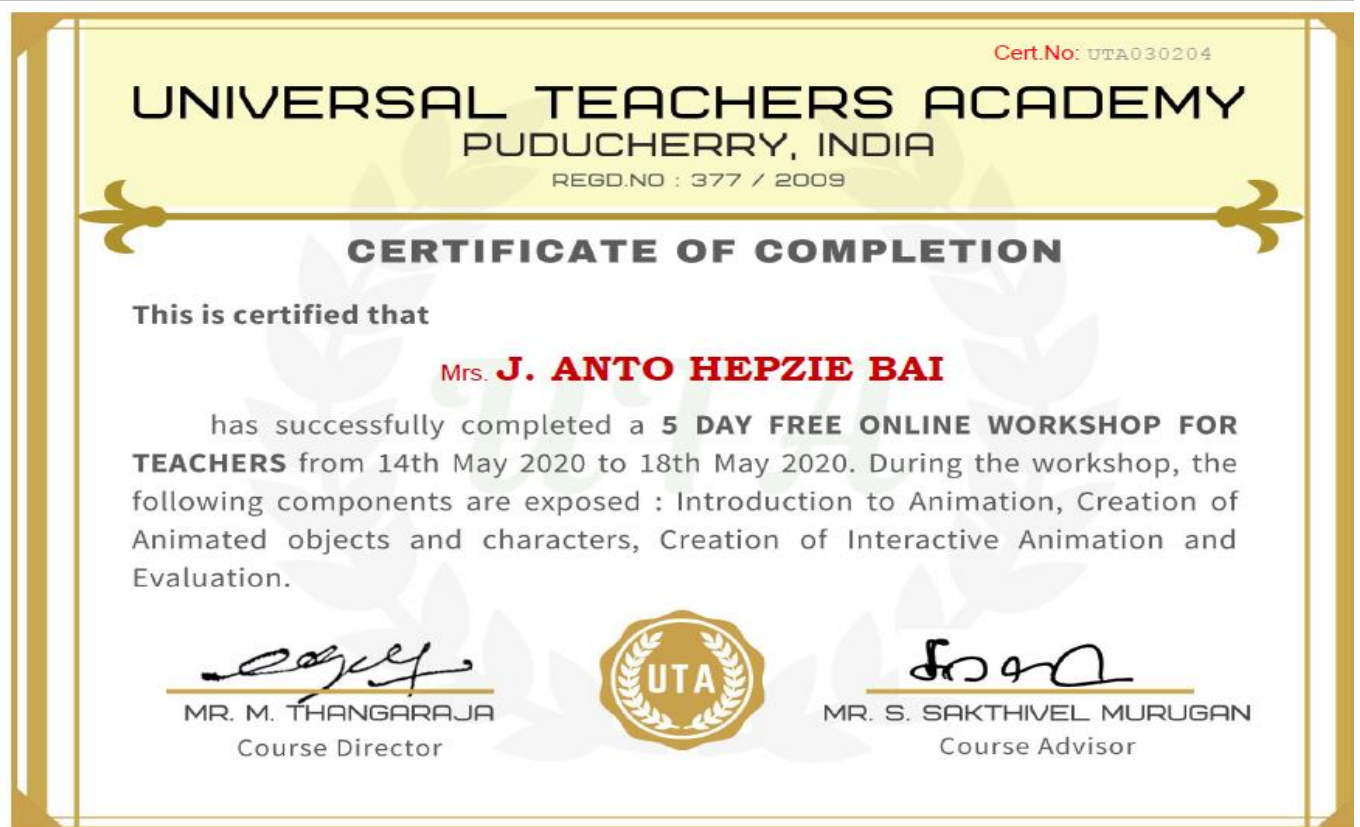 Cert.No: UTA030204
UNIVERSAL TEACHERS ACADEMY
PUDUCHERRY, INDIA
REGD.NO : 377 / 2009
CERTIFICATE OF COMPLETION
This is certified that
Mrs. J. ANTO HEPZIE BAI
has successfully completed a 5 DAY FREE ONLINE WORKSHOP FOR
TEACHERS from 14th May 2020 to 18th May 2020. During the workshop, the
following components are exposed : Introduction to Animation, Creation of
Animated objects and characters, Creation of Interactive Animation and
Evaluation.
UTA
UTA
MR. M. THANGARAJA
Course Director
MR. S. SAKTHIVEL MURUGAN
Course Advisor